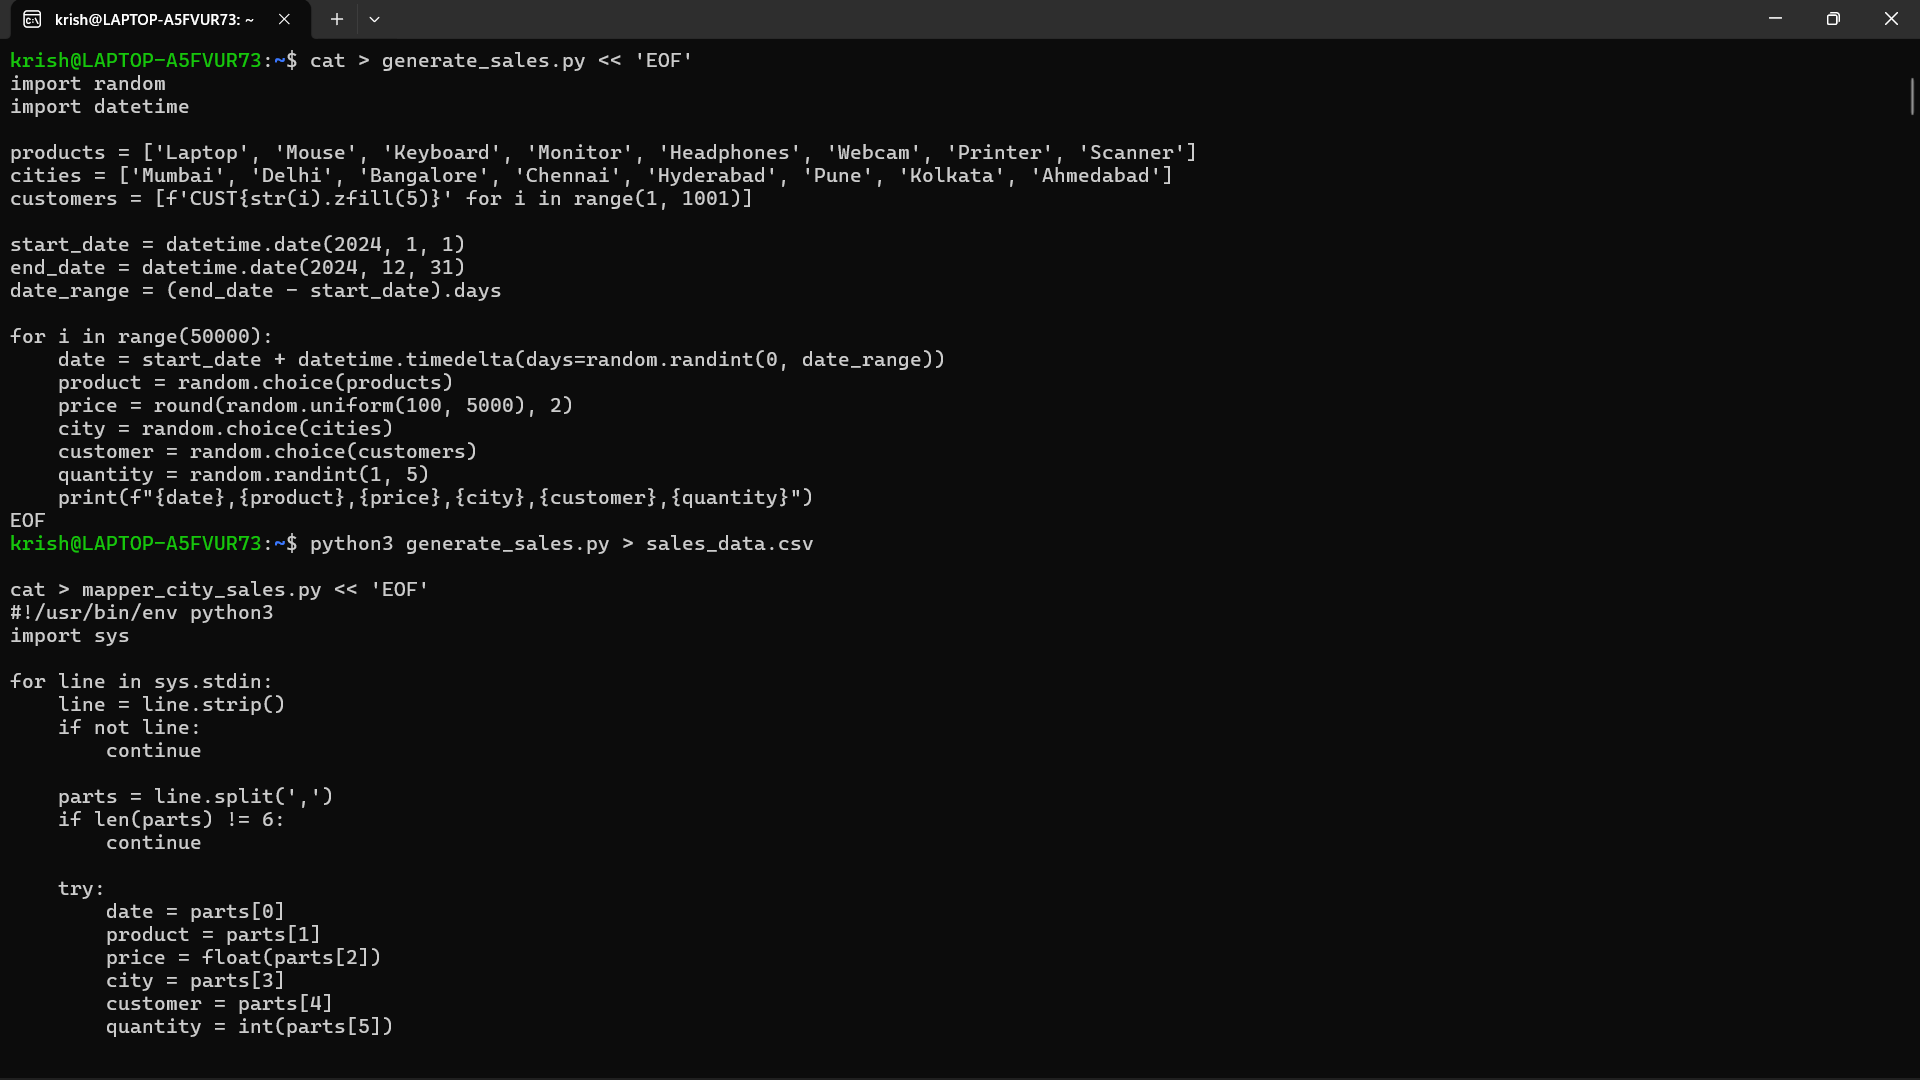 krish@LAPTOP-A5FVUR73: ~
krish@LAPTOP-A5FVUR73:~$ cat > generate_sales.py << 'EOF'
import random
import datetime

products = ['Laptop', 'Mouse', 'Keyboard', 'Monitor', 'Headphones', 'Webcam', 'Printer', 'Scanner']
cities = ['Mumbai', 'Delhi', 'Bangalore', 'Chennai', 'Hyderabad', 'Pune', 'Kolkata', 'Ahmedabad']
customers = [f'CUST{str(i).zfill(5)}' for i in range(1, 1001)]

start_date = datetime.date(2024, 1, 1)
end_date = datetime.date(2024, 12, 31)
date_range = (end_date - start_date).days

for i in range(50000):
    date = start_date + datetime.timedelta(days=random.randint(0, date_range))
    product = random.choice(products)
    price = round(random.uniform(100, 5000), 2)
    city = random.choice(cities)
    customer = random.choice(customers)
    quantity = random.randint(1, 5)
    print(f"{date},{product},{price},{city},{customer},{quantity}")
EOF
krish@LAPTOP-A5FVUR73:~$ python3 generate_sales.py > sales_data.csv

cat > mapper_city_sales.py << 'EOF'
#!/usr/bin/env python3
import sys

for line in sys.stdin:
    line = line.strip()
    if not line:
        continue

    parts = line.split(',')
    if len(parts) != 6:
        continue

    try:
        date = parts[0]
        product = parts[1]
        price = float(parts[2])
        city = parts[3]
        customer = parts[4]
        quantity = int(parts[5])